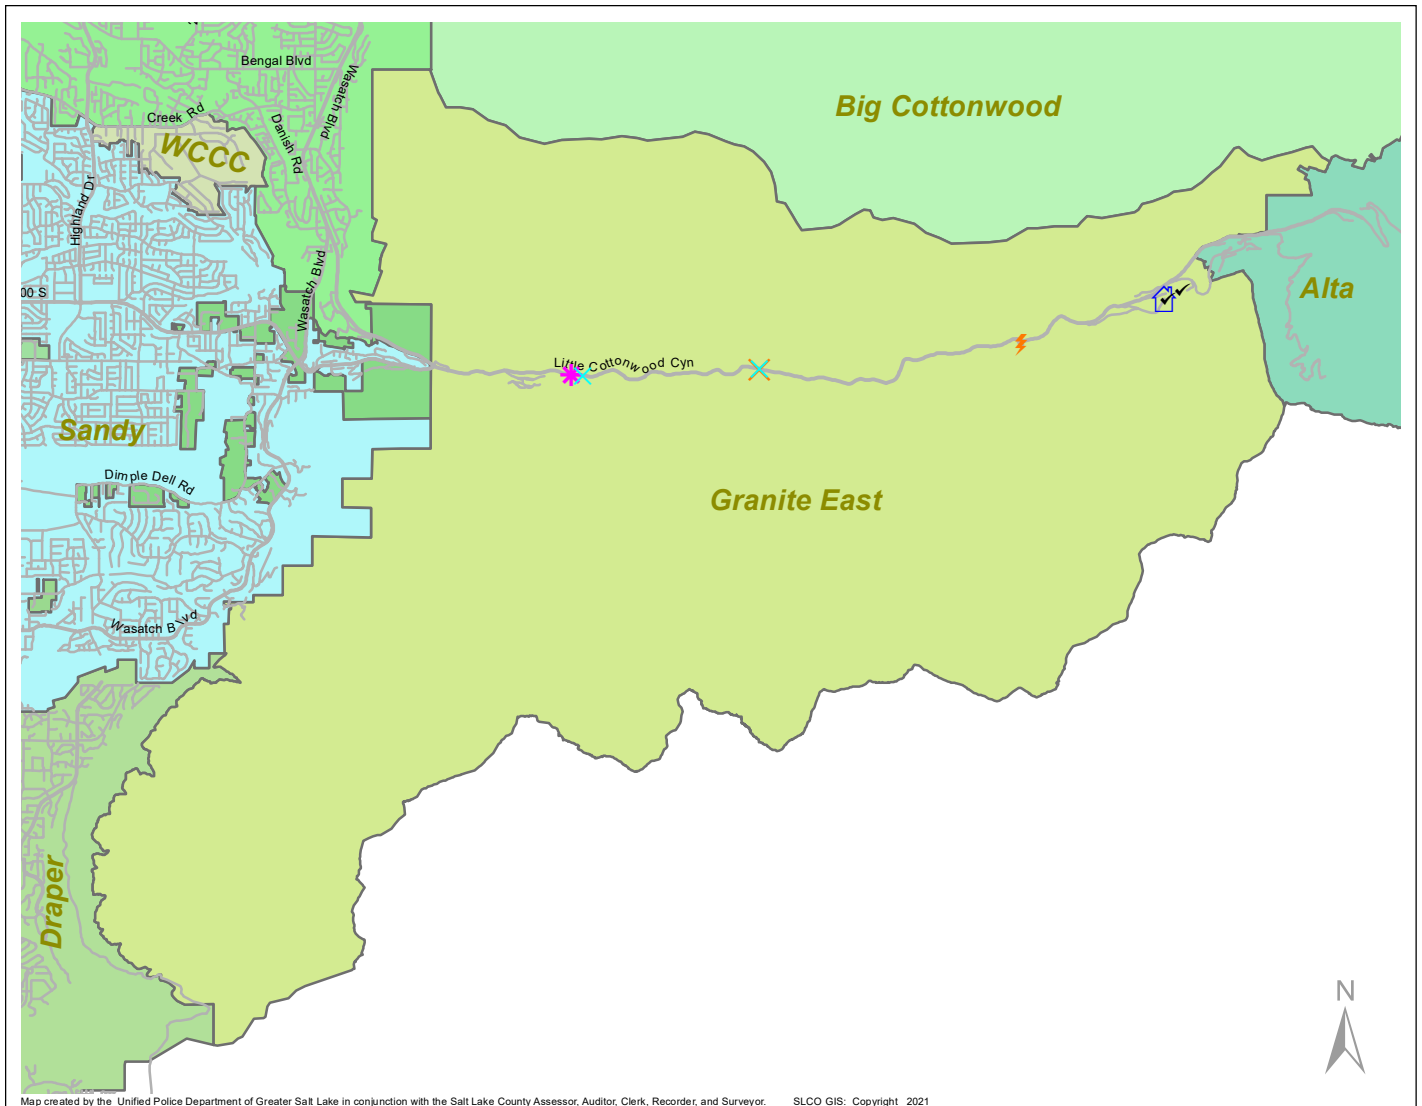 Bengal Blvd
Wasatch Blvd
Big Cottonwood
Creek Rd
Danish Rd
WCCC
Highland Dr
Wasatch Blvd
00 S
Alta
Little Cottonwood Cyn
Sandy
Dimple Dell Rd
Granite East
Wasatch Blvd
Draper
N
Map created by the Unified Police Department of Greater Salt Lake in conjunction with the Salt Lake County Assessor, Auditor, Clerk, Recorder, and Surveyor. SLCO GIS: Copyright 2021